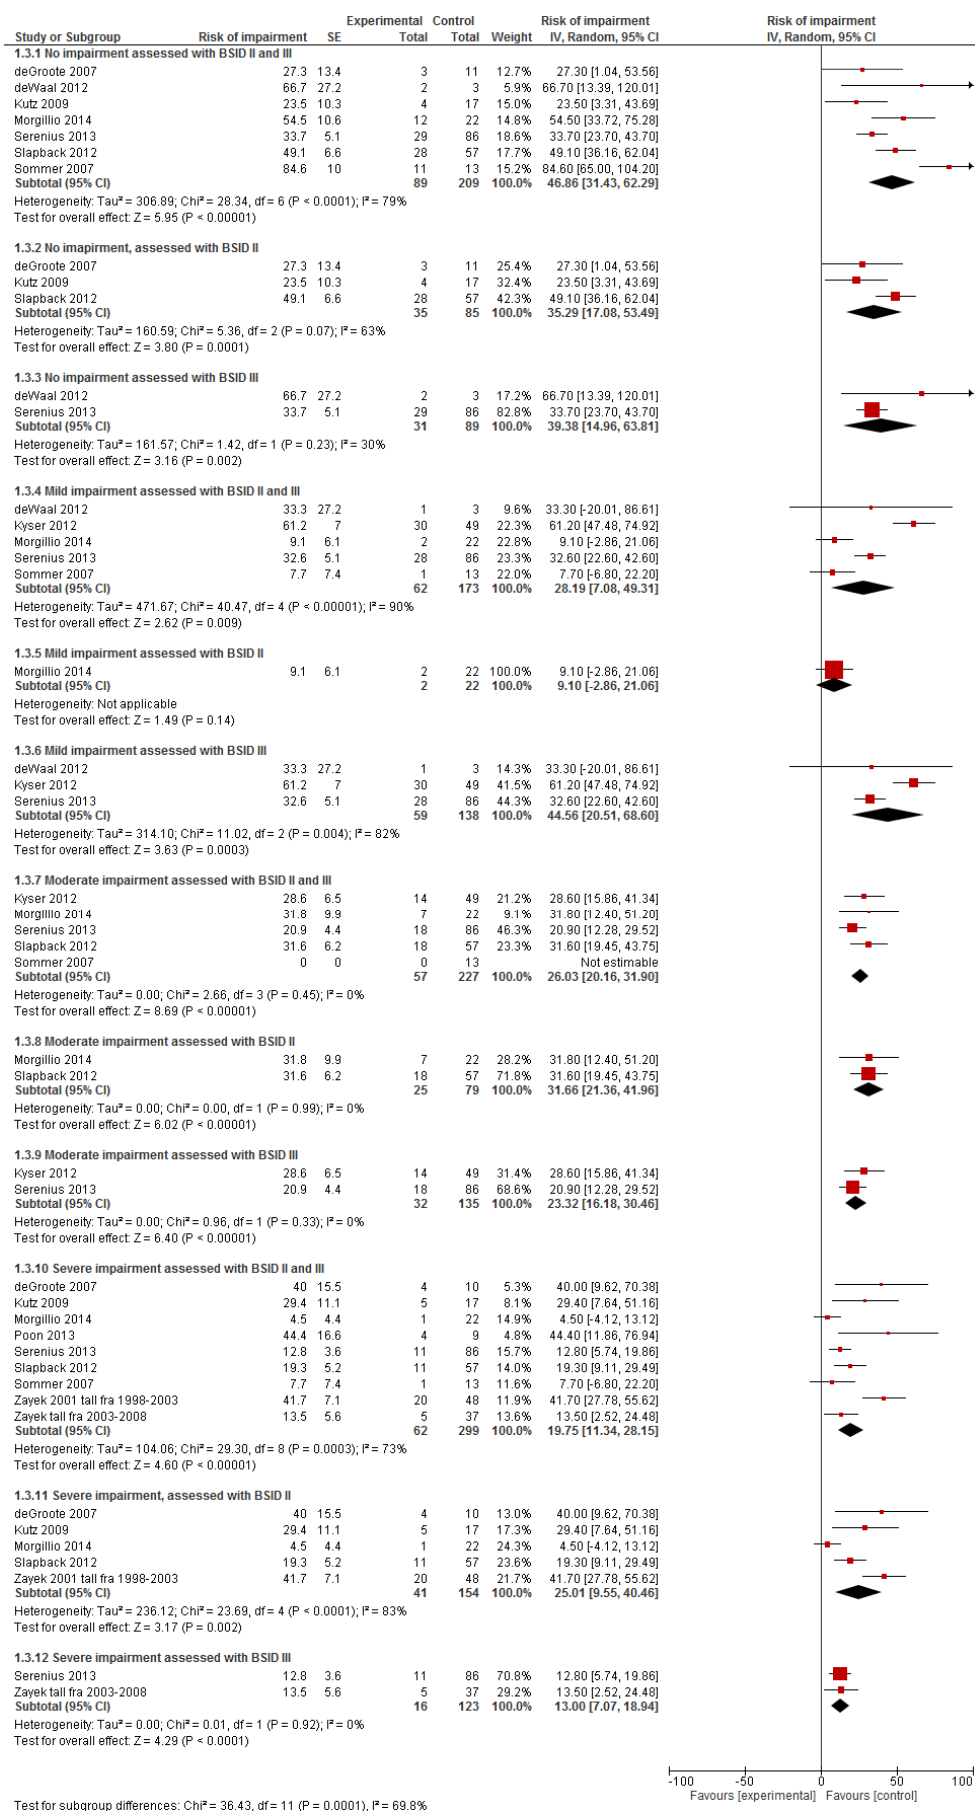 Experimental Control Risk of impairment Risk of impairment
Study or Subgroup Risk of impairment SE Total Total Weight IV, Random, 95% CI IV, Random, 95% CI
1.3.1 No impairment assessed with BSID II and III
deGroote 2007 27.3 13.4 3 11 12.7% 27.30 [1.04, 53.56]
deWaal 2012 66.7 27.2 2 3 5.9% 66.70 [13.39, 120.01]
Kutz 2009 23.5 10.3 4 17 15.0% 23.50 [3.31, 43.69]
Morgillio 2014 54.5 10.6 12 22 14.8% 54.50 [33.72, 75.28]
Serenius 2013 33.7 5.1 29 86 18.6% 33.70 [23.70, 43.70]
Slapback 2012 49.1 6.6 28 57 17.7% 49.10 [36.16, 62.04]
Sommer 2007 84.6 10 11 13 15.2% 84.60 [65.00, 104.20]
Subtotal (95% CI) 89 209 100.0% 46.86 [31.43, 62.29]
Heterogeneity: Tau² = 306.89; Chi² = 28.34, df = 6 (P < 0.0001); I² = 79%
Test for overall effect: Z = 5.95 (P < 0.00001)
1.3.2 No imapirment, assessed with BSID II
deGroote 2007 27.3 13.4 3 11 25.4% 27.30 [1.04, 53.56]
Kutz 2009 23.5 10.3 4 17 32.4% 23.50 [3.31, 43.69]
Slapback 2012 49.1 6.6 28 57 42.3% 49.10 [36.16, 62.04]
Subtotal (95% CI) 35 85 100.0% 35.29 [17.08, 53.49]
Heterogeneity: Tau² = 160.59; Chi² = 5.36, df = 2 (P = 0.07); I² = 63%
Test for overall effect: Z = 3.80 (P = 0.0001)
1.3.3 No impairment assessed with BSID III
deWaal 2012 66.7 27.2 2 3 17.2% 66.70 [13.39, 120.01]
Serenius 2013 33.7 5.1 29 86 82.8% 33.70 [23.70, 43.70]
Subtotal (95% CI) 31 89 100.0% 39.38 [14.96, 63.81]
Heterogeneity: Tau² = 161.57; Chi² = 1.42, df = 1 (P = 0.23); I² = 30%
Test for overall effect: Z = 3.16 (P = 0.002)
1.3.4 Mild impairment assessed with BSID II and III
deWaal 2012 33.3 27.2 1 3 9.6% 33.30 [-20.01, 86.61]
Kyser 2012 61.2 7 30 49 22.3% 61.20 [47.48, 74.92]
Morgillio 2014 9.1 6.1 2 22 22.8% 9.10 [-2.86, 21.06]
Serenius 2013 32.6 5.1 28 86 23.3% 32.60 [22.60, 42.60]
Sommer 2007 7.7 7.4 1 13 22.0% 7.70 [-6.80, 22.20]
Subtotal (95% CI) 62 173 100.0% 28.19 [7.08, 49.31]
Heterogeneity: Tau² = 471.67; Chi² = 40.47, df = 4 (P < 0.00001); I² = 90%
Test for overall effect: Z = 2.62 (P = 0.009)
1.3.5 Mild impairment assessed with BSID II
Morgillio 2014 9.1 6.1 2 22 100.0% 9.10 [-2.86, 21.06]
Subtotal (95% CI) 2 22 100.0% 9.10 [-2.86, 21.06]
Heterogeneity: Not applicable
Test for overall effect: Z = 1.49 (P = 0.14)
1.3.6 Mild impairment assessed with BSID III
deWaal 2012 33.3 27.2 1 3 14.3% 33.30 [-20.01, 86.61]
Kyser 2012 61.2 7 30 49 41.5% 61.20 [47.48, 74.92]
Serenius 2013 32.6 5.1 28 86 44.3% 32.60 [22.60, 42.60]
Subtotal (95% CI) 59 138 100.0% 44.56 [20.51, 68.60]
Heterogeneity: Tau² = 314.10; Chi² = 11.02, df = 2 (P = 0.004); I² = 82%
Test for overall effect: Z = 3.63 (P = 0.0003)
1.3.7 Moderate impairment assessed with BSID II and III
Kyser 2012 28.6 6.5 14 49 21.2% 28.60 [15.86, 41.34]
Morgillio 2014 31.8 9.9 7 22 9.1% 31.80 [12.40, 51.20]
Serenius 2013 20.9 4.4 18 86 46.3% 20.90 [12.28, 29.52]
Slapback 2012 31.6 6.2 18 57 23.3% 31.60 [19.45, 43.75]
Sommer 2007 0 0 0 13 Not estimable
Subtotal (95% CI) 57 227 100.0% 26.03 [20.16, 31.90]
Heterogeneity: Tau² = 0.00; Chi² = 2.66, df = 3 (P = 0.45); I² = 0%
Test for overall effect: Z = 8.69 (P < 0.00001)
1.3.8 Moderate impairment assessed with BSID II
Morgillio 2014 31.8 9.9 7 22 28.2% 31.80 [12.40, 51.20]
Slapback 2012 31.6 6.2 18 57 71.8% 31.60 [19.45, 43.75]
Subtotal (95% CI) 25 79 100.0% 31.66 [21.36, 41.96]
Heterogeneity: Tau² = 0.00; Chi² = 0.00, df = 1 (P = 0.99); I² = 0%
Test for overall effect: Z = 6.02 (P < 0.00001)
1.3.9 Moderate impairment assessed with BSID III
Kyser 2012 28.6 6.5 14 49 31.4% 28.60 [15.86, 41.34]
Serenius 2013 20.9 4.4 18 86 68.6% 20.90 [12.28, 29.52]
Subtotal (95% CI) 32 135 100.0% 23.32 [16.18, 30.46]
Heterogeneity: Tau² = 0.00; Chi² = 0.96, df = 1 (P = 0.33); I² = 0%
Test for overall effect: Z = 6.40 (P < 0.00001)
1.3.10 Severe impairment assessed with BSID II and III
deGroote 2007 40 15.5 4 10 5.3% 40.00 [9.62, 70.38]
Kutz 2009 29.4 11.1 5 17 8.1% 29.40 [7.64, 51.16]
Morgillio 2014 4.5 4.4 1 22 14.9% 4.50 [-4.12, 13.12]
Poon 2013 44.4 16.6 4 9 4.8% 44.40 [11.86, 76.94]
Serenius 2013 12.8 3.6 11 86 15.7% 12.80 [5.74, 19.86]
Slapback 2012 19.3 5.2 11 57 14.0% 19.30 [9.11, 29.49]
Sommer 2007 7.7 7.4 1 13 11.6% 7.70 [-6.80, 22.20]
Zayek 2001 tall fra 1998-2003 41.7 7.1 20 48 11.9% 41.70 [27.78, 55.62]
Zayek tall fra 2003-2008 13.5 5.6 5 37 13.6% 13.50 [2.52, 24.48]
Subtotal (95% CI) 62 299 100.0% 19.75 [11.34, 28.15]
Heterogeneity: Tau² = 104.06; Chi² = 29.30, df = 8 (P = 0.0003); I² = 73%
Test for overall effect: Z = 4.60 (P < 0.00001)
1.3.11 Severe impairment, assessed with BSID II
deGroote 2007 40 15.5 4 10 13.0% 40.00 [9.62, 70.38]
Kutz 2009 29.4 11.1 5 17 17.3% 29.40 [7.64, 51.16]
Morgillio 2014 4.5 4.4 1 22 24.3% 4.50 [-4.12, 13.12]
Slapback 2012 19.3 5.2 11 57 23.6% 19.30 [9.11, 29.49]
Zayek 2001 tall fra 1998-2003 41.7 7.1 20 48 21.7% 41.70 [27.78, 55.62]
Subtotal (95% CI) 41 154 100.0% 25.01 [9.55, 40.46]
Heterogeneity: Tau² = 236.12; Chi² = 23.69, df = 4 (P < 0.0001); I² = 83%
Test for overall effect: Z = 3.17 (P = 0.002)
1.3.12 Severe impairment assessed with BSID III
Serenius 2013 12.8 3.6 11 86 70.8% 12.80 [5.74, 19.86]
Zayek tall fra 2003-2008 13.5 5.6 5 37 29.2% 13.50 [2.52, 24.48]
Subtotal (95% CI) 16 123 100.0% 13.00 [7.07, 18.94]
Heterogeneity: Tau² = 0.00; Chi² = 0.01, df = 1 (P = 0.92); I² = 0%
Test for overall effect: Z = 4.29 (P < 0.0001)
-100 -50 0 50 100
Favours [experimental] Favours [control]
Test for subgroup differences: Chi² = 36.43, df = 11 (P = 0.0001), I² = 69.8%